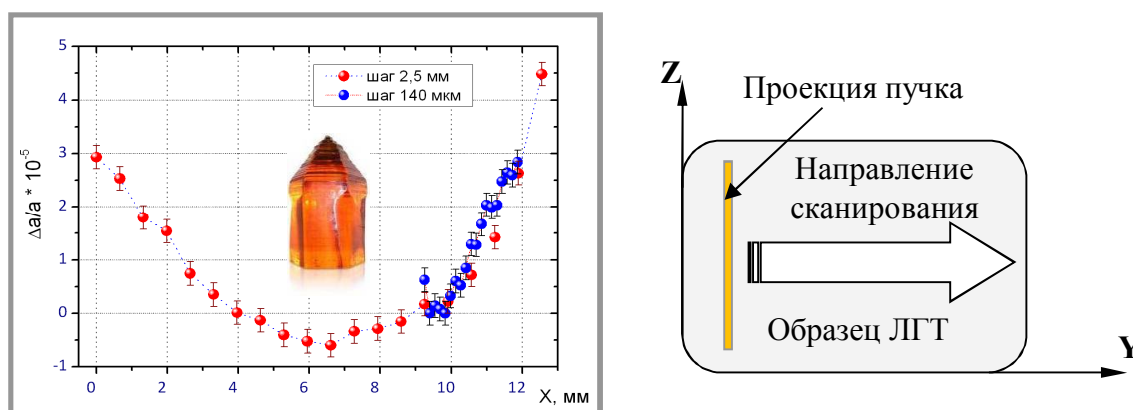 5
4
3
2
1
0
-1
Δa/a * 10⁻⁵
шаг 2,5 мм
шаг 140 мкм
0 2 4 6 8 10 12
X, мм
Z
Проекция пучка
Направление
сканирования
Образец ЛГТ
Y